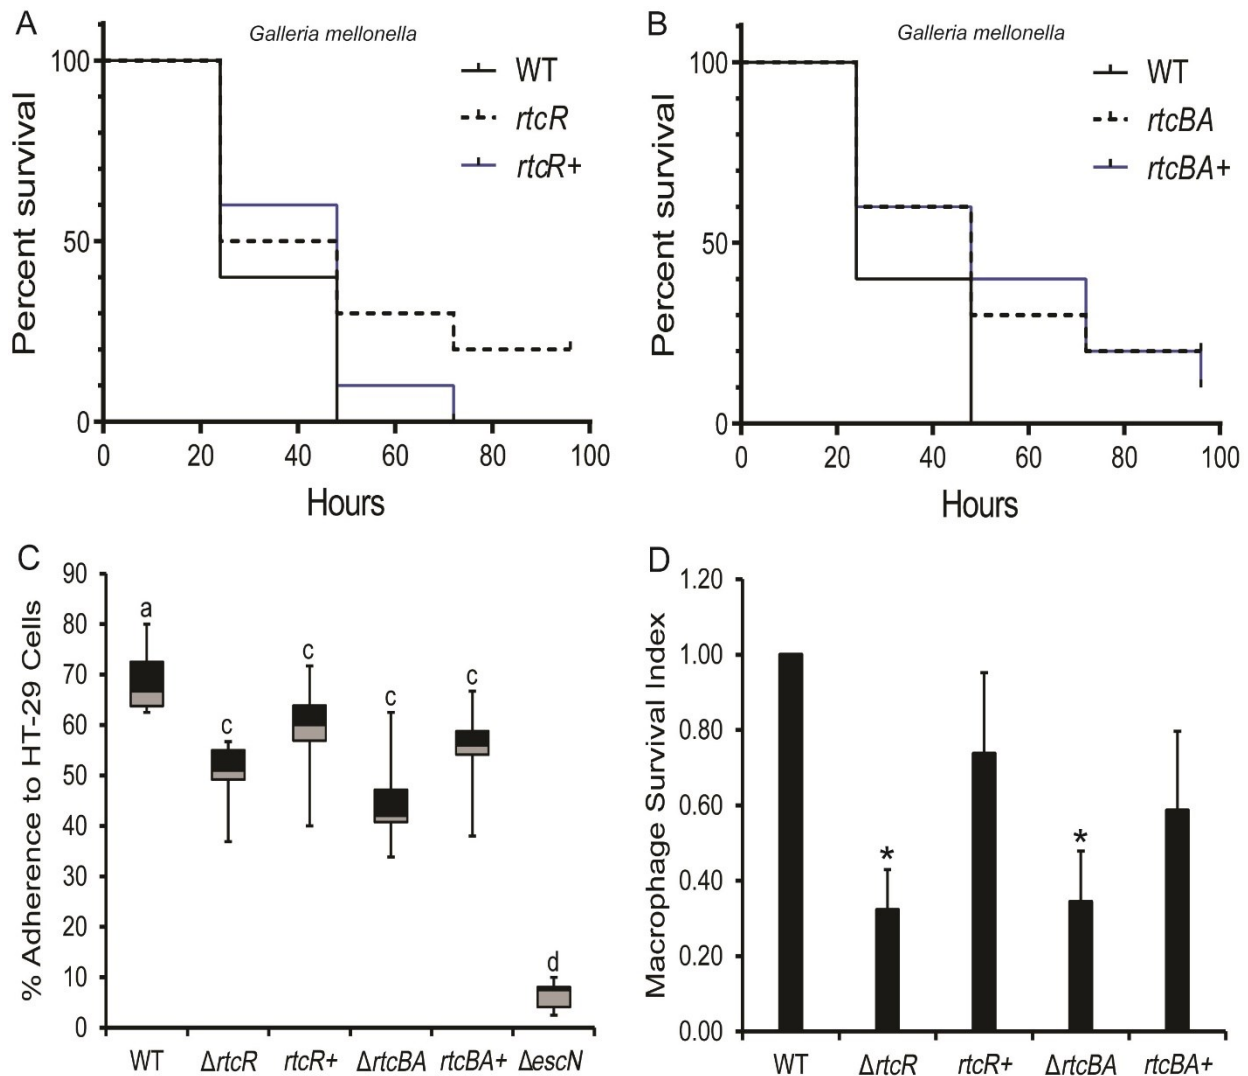 A
Galleria mellonella
WT
rtcR
rtcR+
Percent survival
100
50
0
0 20 40 60 80 100
Hours
B
Galleria mellonella
WT
rtcBA
rtcBA+
Percent survival
100
50
0
0 20 40 60 80 100
Hours
C
% Adherence to HT-29 Cells
90
80
70
60
50
40
30
20
10
0
a
c
c
c
c
d
WT ΔrtcR rtcR+ ΔrtcBA rtcBA+ ΔescN
D
Macrophage Survival Index
1.20
1.00
0.80
0.60
0.40
0.20
0.00
*
*
WT ΔrtcR rtcR+ ΔrtcBA rtcBA+